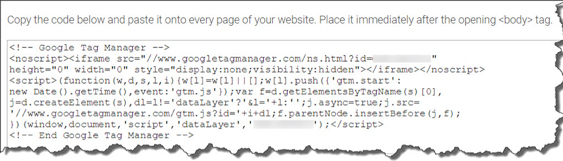 Copy the code below and paste it onto every page of your website. Place it immediately after the opening <body> tag.
<!-- Google Tag Manager -->
<noscript><iframe src="//www.googletagmanager.com/ns.html?id=           "
height="0" width="0" style="display:none;visibility:hidden"></iframe></noscript>
<script>(function(w,d,s,l,i){w[l]=w[l]||[];w[l].push({'gtm.start':
new Date().getTime(),event:'gtm.js'});var f=d.getElementsByTagName(s)[0],
j=d.createElement(s),dl=l!='dataLayer'?'&l='+l:'';j.async=true;j.src=
'//www.googletagmanager.com/gtm.js?id='+i+dl;f.parentNode.insertBefore(j,f);
})(window,document,'script','dataLayer','           ');</script>
<!-- End Google Tag Manager -->